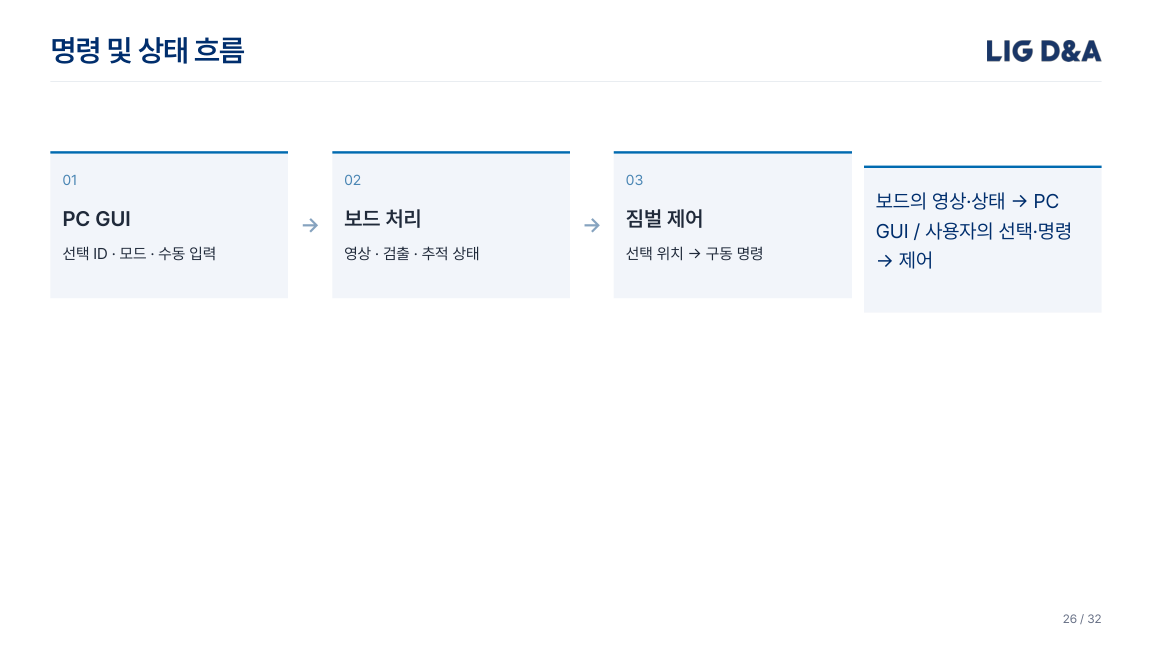 명령 및 상태 흐름
LIG D&A
01
PC GUI
선택 ID · 모드 · 수동 입력
→
02
보드 처리
영상 · 검출 · 추적 상태
→
03
짐벌 제어
선택 위치 → 구동 명령
보드의 영상·상태 → PC
GUI / 사용자의 선택·명령
→ 제어
26 / 32